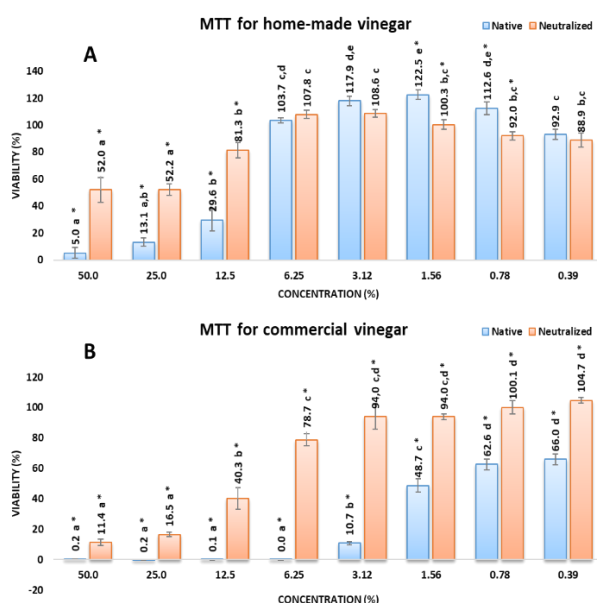 MTT for home-made vinegar
A
Native Neutralized
VIABILITY (%)
140
120
100
80
60
40
20
0
5.0 a *
52.0 a *
13.1 a,b *
52.2 a *
29.6 b *
81.3 b *
103.7 c,d
107.8 c
117.9 d,e
108.6 c
122.5 e *
100.3 b,c *
112.6 d,e *
92.0 b,c *
92.9 c
88.9 b,c
50.0 25.0 12.5 6.25 3.12 1.56 0.78 0.39
CONCENTRATION (%)
MTT for commercial vinegar
B
Native Neutralized
VIABILITY (%)
120
100
80
60
40
20
0
-20
0.2 a *
11.4 a *
0.2 a *
16.5 a *
0.1 a *
40.3 b *
0.0 a *
78.7 c *
10.7 b *
94,0 c,d *
48.7 c *
94.0 c,d *
62.6 d *
100.1 d *
66.0 d *
104.7 d *
50.0 25.0 12.5 6.25 3.12 1.56 0.78 0.39
CONCENTRATION (%)